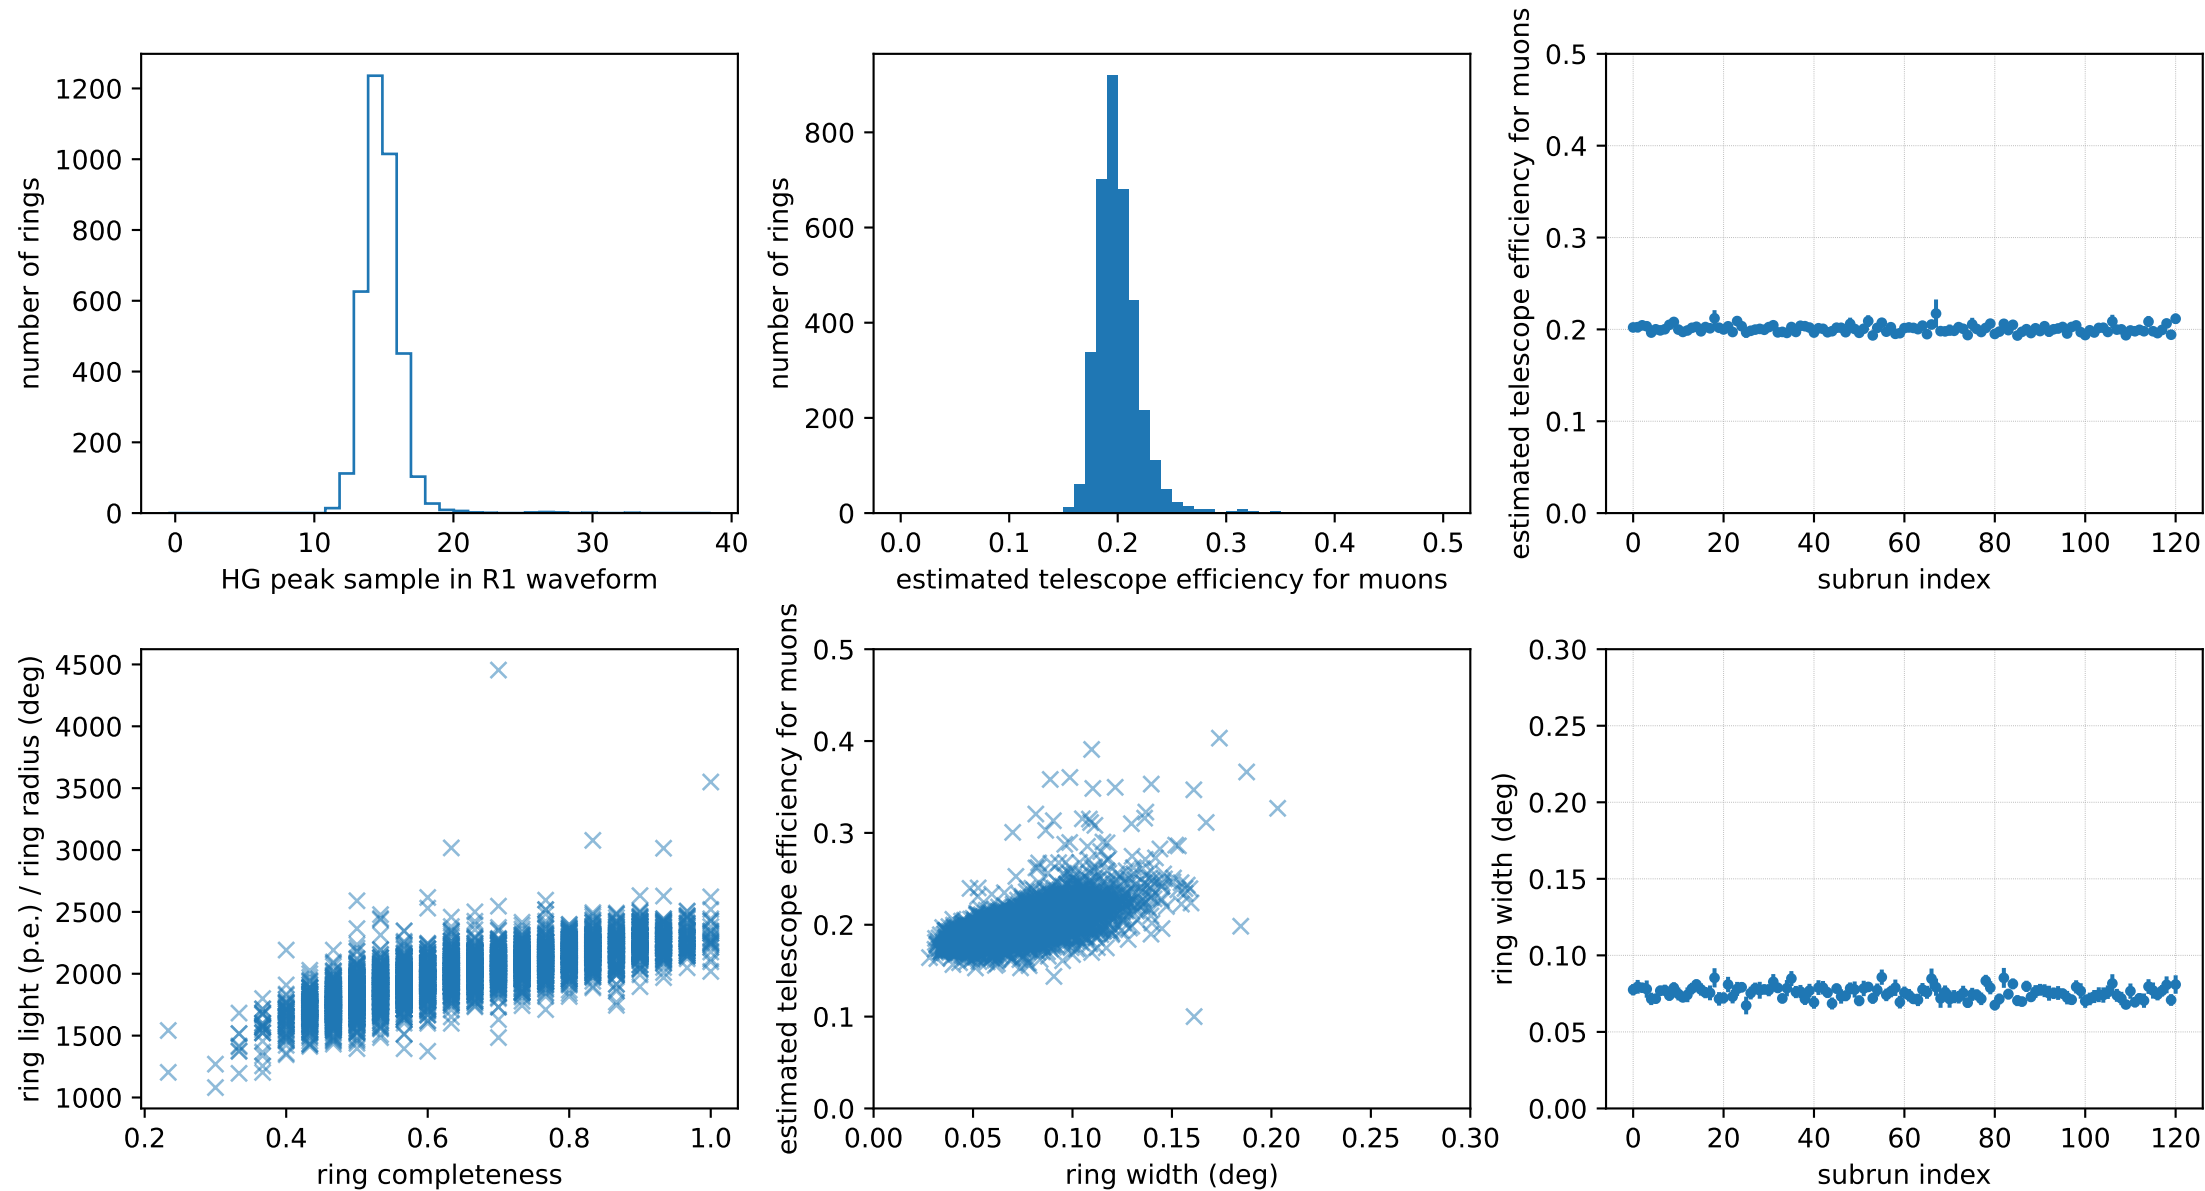 number of rings
1200
1000
800
600
400
200
0
0 10 20 30 40
HG peak sample in R1 waveform
number of rings
800
600
400
200
0
0.0 0.1 0.2 0.3 0.4 0.5
estimated telescope efficiency for muons
estimated telescope efficiency for muons
0.5
0.4
0.3
0.2
0.1
0.0
0 20 40 60 80 100 120
subrun index
ring light (p.e.) / ring radius (deg)
4500
4000
3500
3000
2500
2000
1500
1000
0.2 0.4 0.6 0.8 1.0
ring completeness
estimated telescope efficiency for muons
0.5
0.4
0.3
0.2
0.1
0.0
0.00 0.05 0.10 0.15 0.20 0.25 0.30
ring width (deg)
ring width (deg)
0.30
0.25
0.20
0.15
0.10
0.05
0.00
0 20 40 60 80 100 120
subrun index